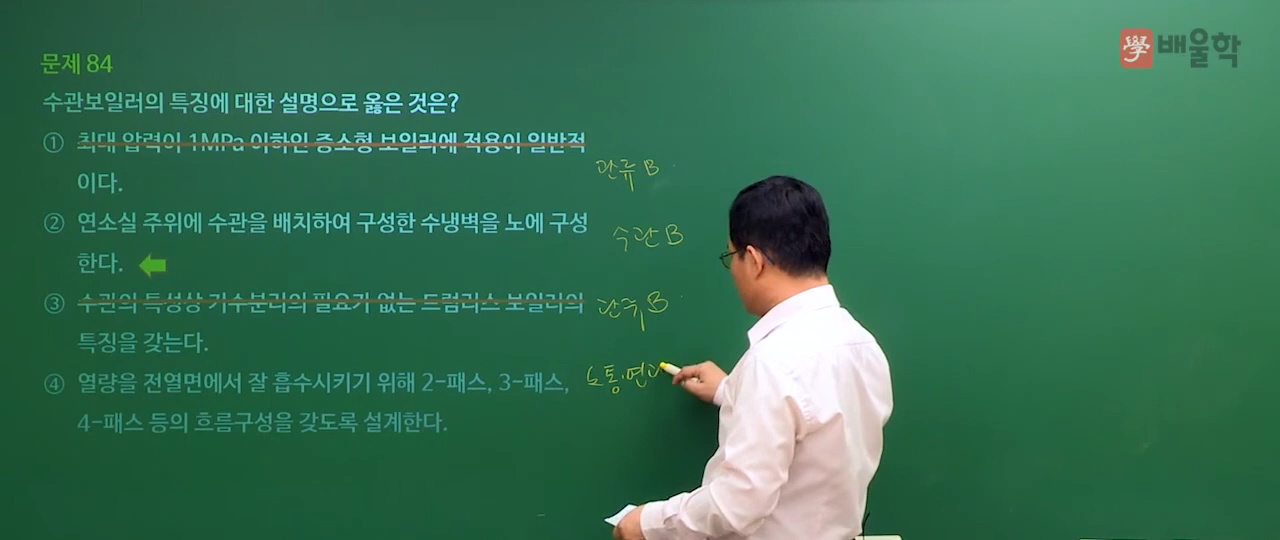 學 배울학
문제 84
수관보일러의 특징에 대한 설명으로 옳은 것은?
① 최대 압력이 1MPa 이하인 중소형 보일러에 적용이 일반적
이다.
관류 B
② 연소실 주위에 수관을 배치하여 구성한 수냉벽을 노에 구성
한다.
수관 B
③ 수관의 특성상 기수분리의 필요가 없는 드럼리스 보일러의
특징을 갖는다.
관류 B
④ 열량을 전열면에서 잘 흡수시키기 위해 2-패스, 3-패스,
4-패스 등의 흐름구성을 갖도록 설계한다.
노통·연